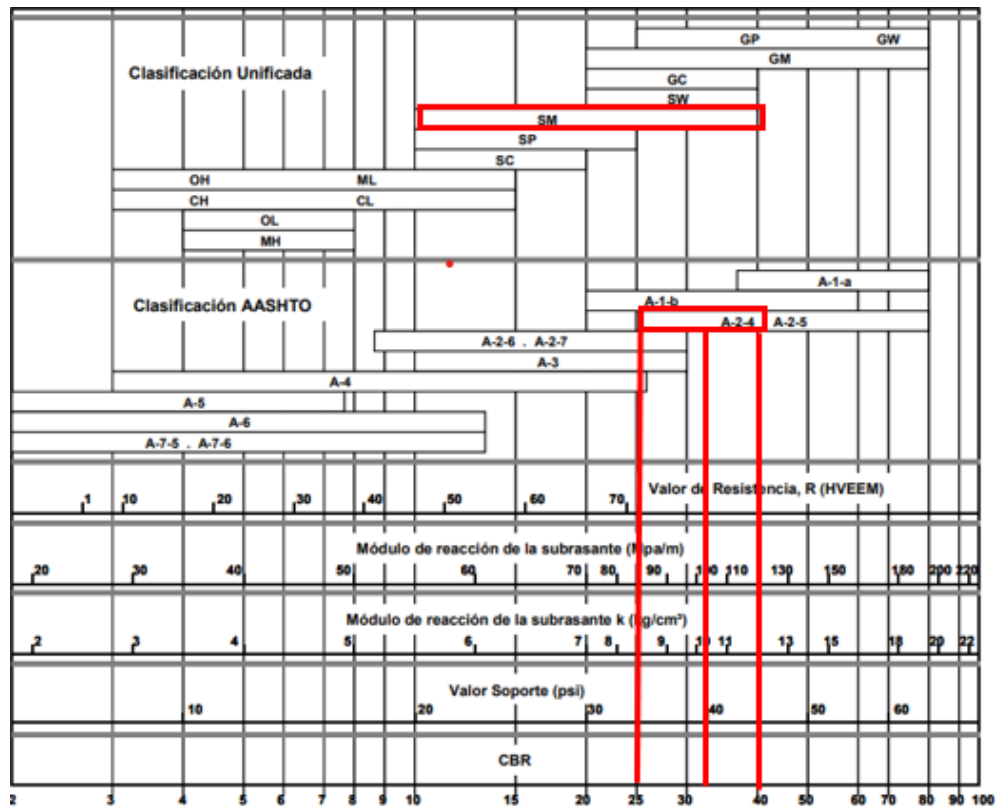 GP GW
GM
Clasificación Unificada
GC
SW
SM
SP
SC
OH ML
CH CL
OL
MH
A-1-a
Clasificación AASHTO
A-1-b
A-2-4 A-2-5
A-2-6 . A-2-7
A-3
A-4
A-5
A-6
A-7-5 . A-7-6
Valor de Resistencia, R (HVEEM)
1 10 20 30 40 50 60 70
Módulo de reacción de la subrasante (Mpa/m)
20 30 40 50 60 70 80 90 100 110 130 150 180 200 220
Módulo de reacción de la subrasante k (kg/cm³)
2 3 4 5 6 7 8 9 10 11 13 15 18 20 22
Valor Soporte (psi)
10 20 30 40 50 60
CBR
2 3 4 5 6 7 8 9 10 15 20 25 30 40 50 60 70 80 90 100